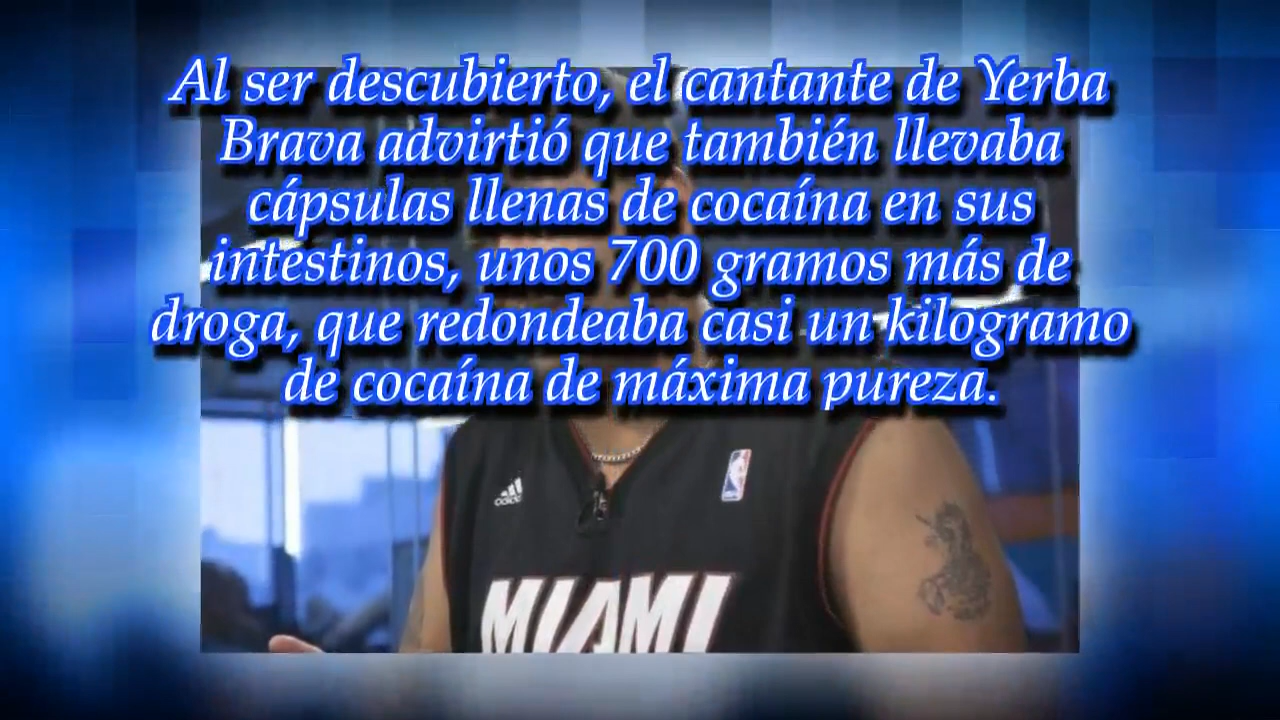 Al ser descubierto, el cantante de Yerba
Brava advirtió que también llevaba
cápsulas llenas de cocaína en sus
intestinos, unos 700 gramos más de
droga, que redondeaba casi un kilogramo
de cocaína de máxima pureza.
adidas
MIAMI